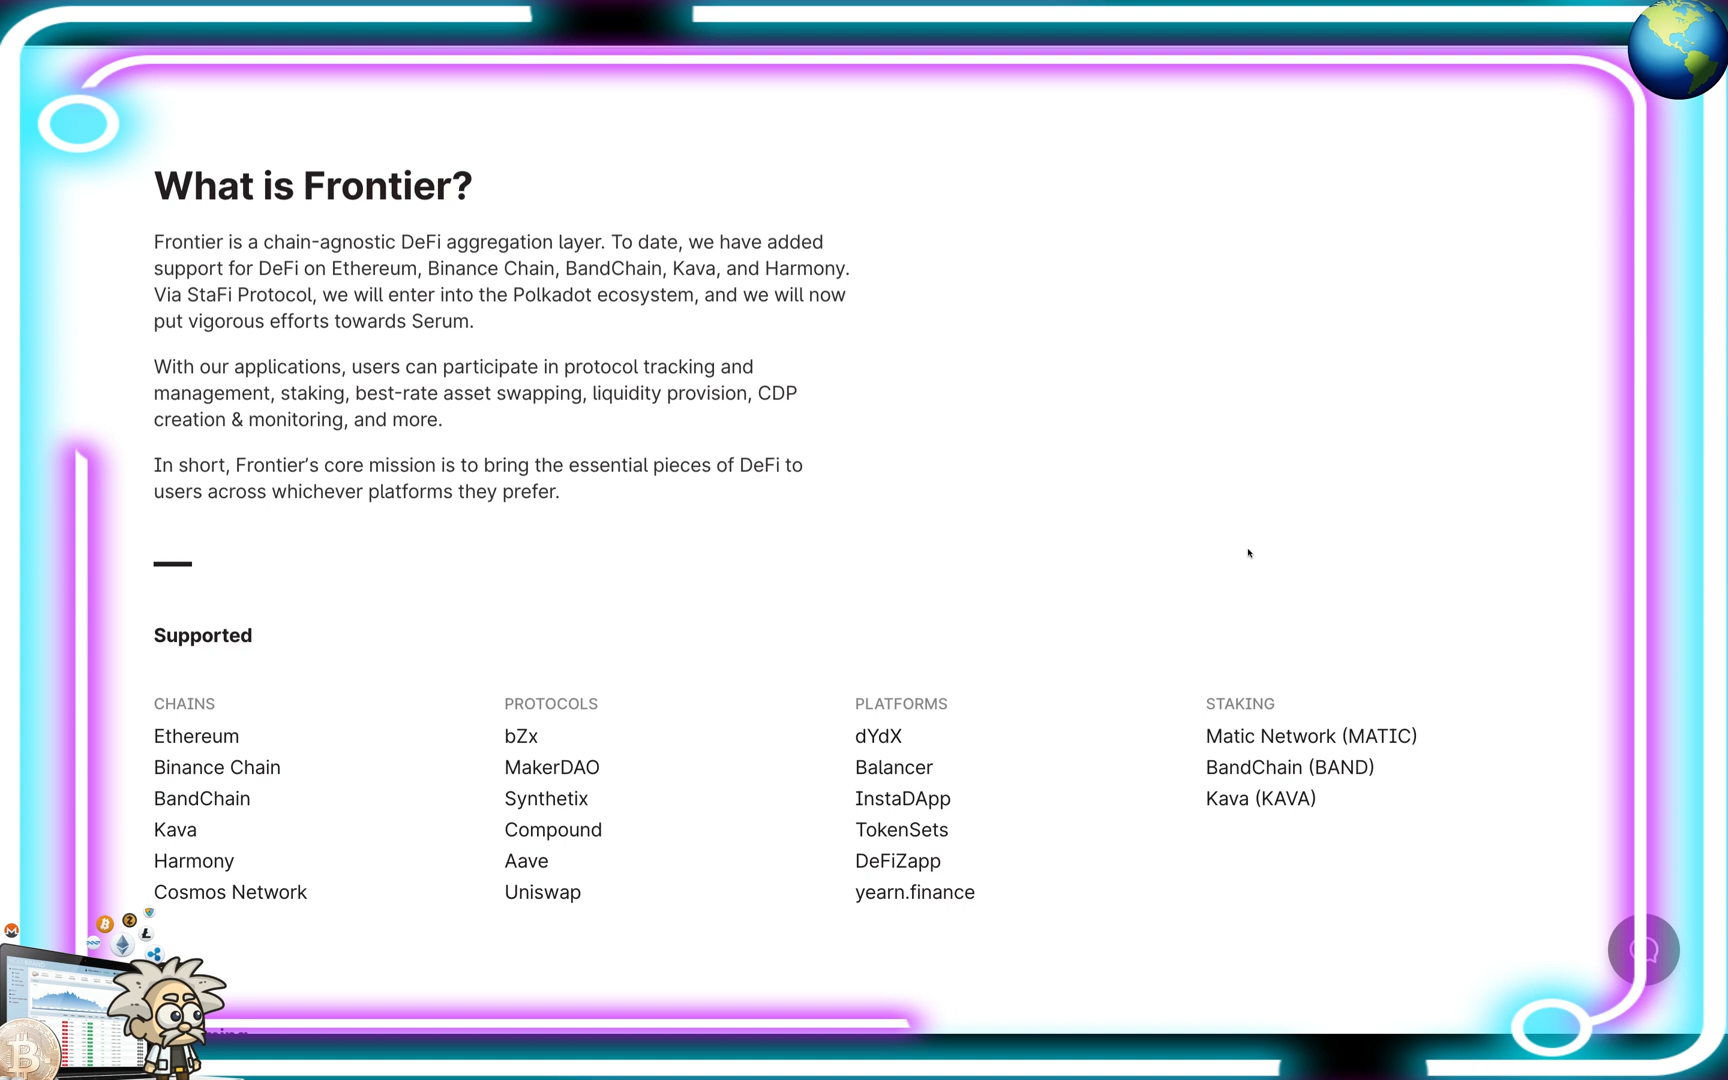 What is Frontier?
Frontier is a chain-agnostic DeFi aggregation layer. To date, we have added
support for DeFi on Ethereum, Binance Chain, BandChain, Kava, and Harmony.
Via StaFi Protocol, we will enter into the Polkadot ecosystem, and we will now
put vigorous efforts towards Serum.
With our applications, users can participate in protocol tracking and
management, staking, best-rate asset swapping, liquidity provision, CDP
creation & monitoring, and more.
In short, Frontier’s core mission is to bring the essential pieces of DeFi to
users across whichever platforms they prefer.
Supported
CHAINS
Ethereum
Binance Chain
BandChain
Kava
Harmony
Cosmos Network
PROTOCOLS
bZx
MakerDAO
Synthetix
Compound
Aave
Uniswap
PLATFORMS
dYdX
Balancer
InstaDApp
TokenSets
DeFiZapp
yearn.finance
STAKING
Matic Network (MATIC)
BandChain (BAND)
Kava (KAVA)